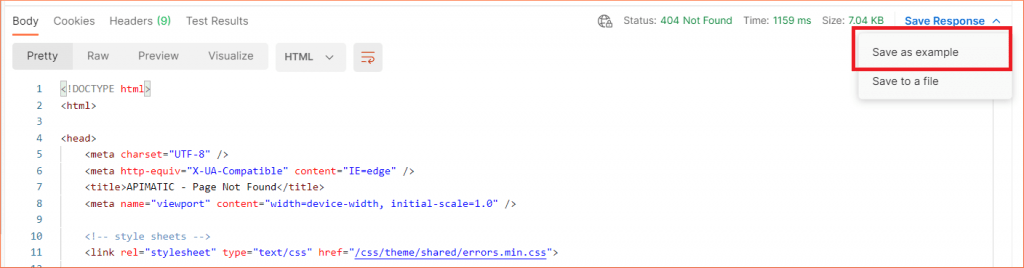 Body Cookies Headers (9) Test Results Status: 404 Not Found Time: 1159 ms Size: 7.04 KB Save Response
Pretty Raw Preview Visualize HTML
Save as example
Save to a file
1 <!DOCTYPE html>
2 <html>
3
4 <head>
5 <meta charset="UTF-8" />
6 <meta http-equiv="X-UA-Compatible" content="IE=edge" />
7 <title>APIMATIC - Page Not Found</title>
8 <meta name="viewport" content="width=device-width, initial-scale=1.0" />
9
10 <!-- style sheets -->
11 <link rel="stylesheet" type="text/css" href="/css/theme/shared/errors.min.css">